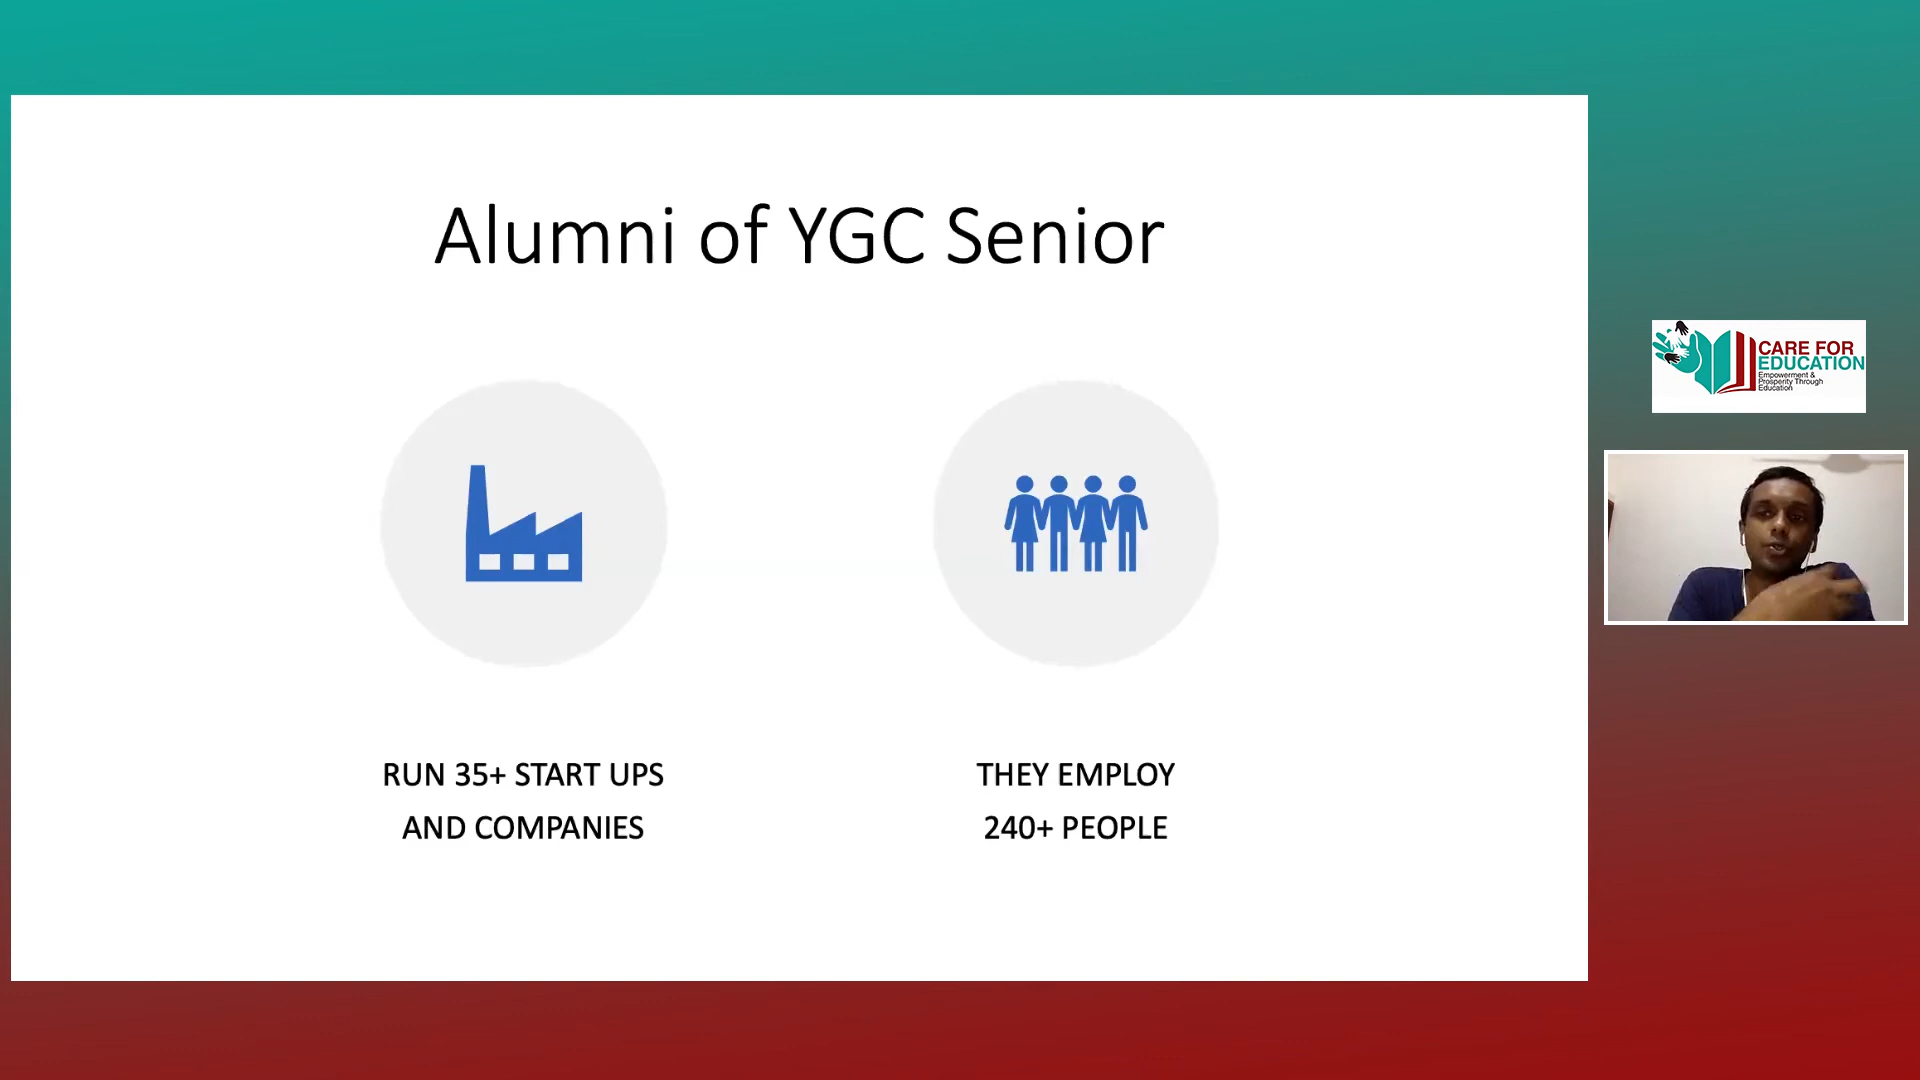 Alumni of YGC Senior
RUN 35+ START UPS
AND COMPANIES
THEY EMPLOY
240+ PEOPLE
CARE FOR
EDUCATION
Empowerment &
Prosperity Through
Education